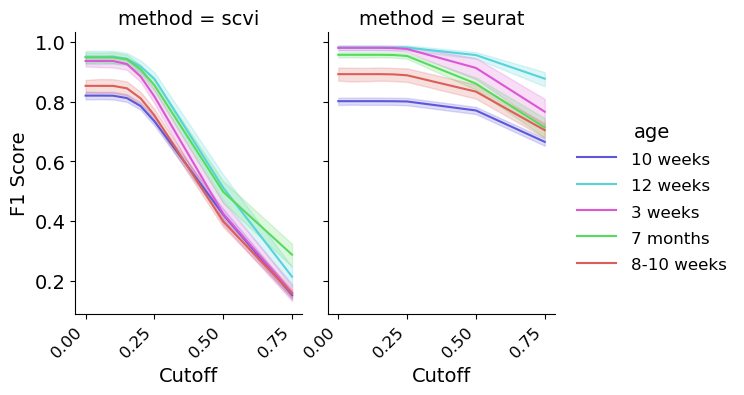 method = scvi
method = seurat
F1 Score
1.0
0.8
0.6
0.4
0.2
0.00
0.25
0.50
0.75
0.00
0.25
0.50
0.75
Cutoff
Cutoff
age
10 weeks
12 weeks
3 weeks
7 months
8-10 weeks